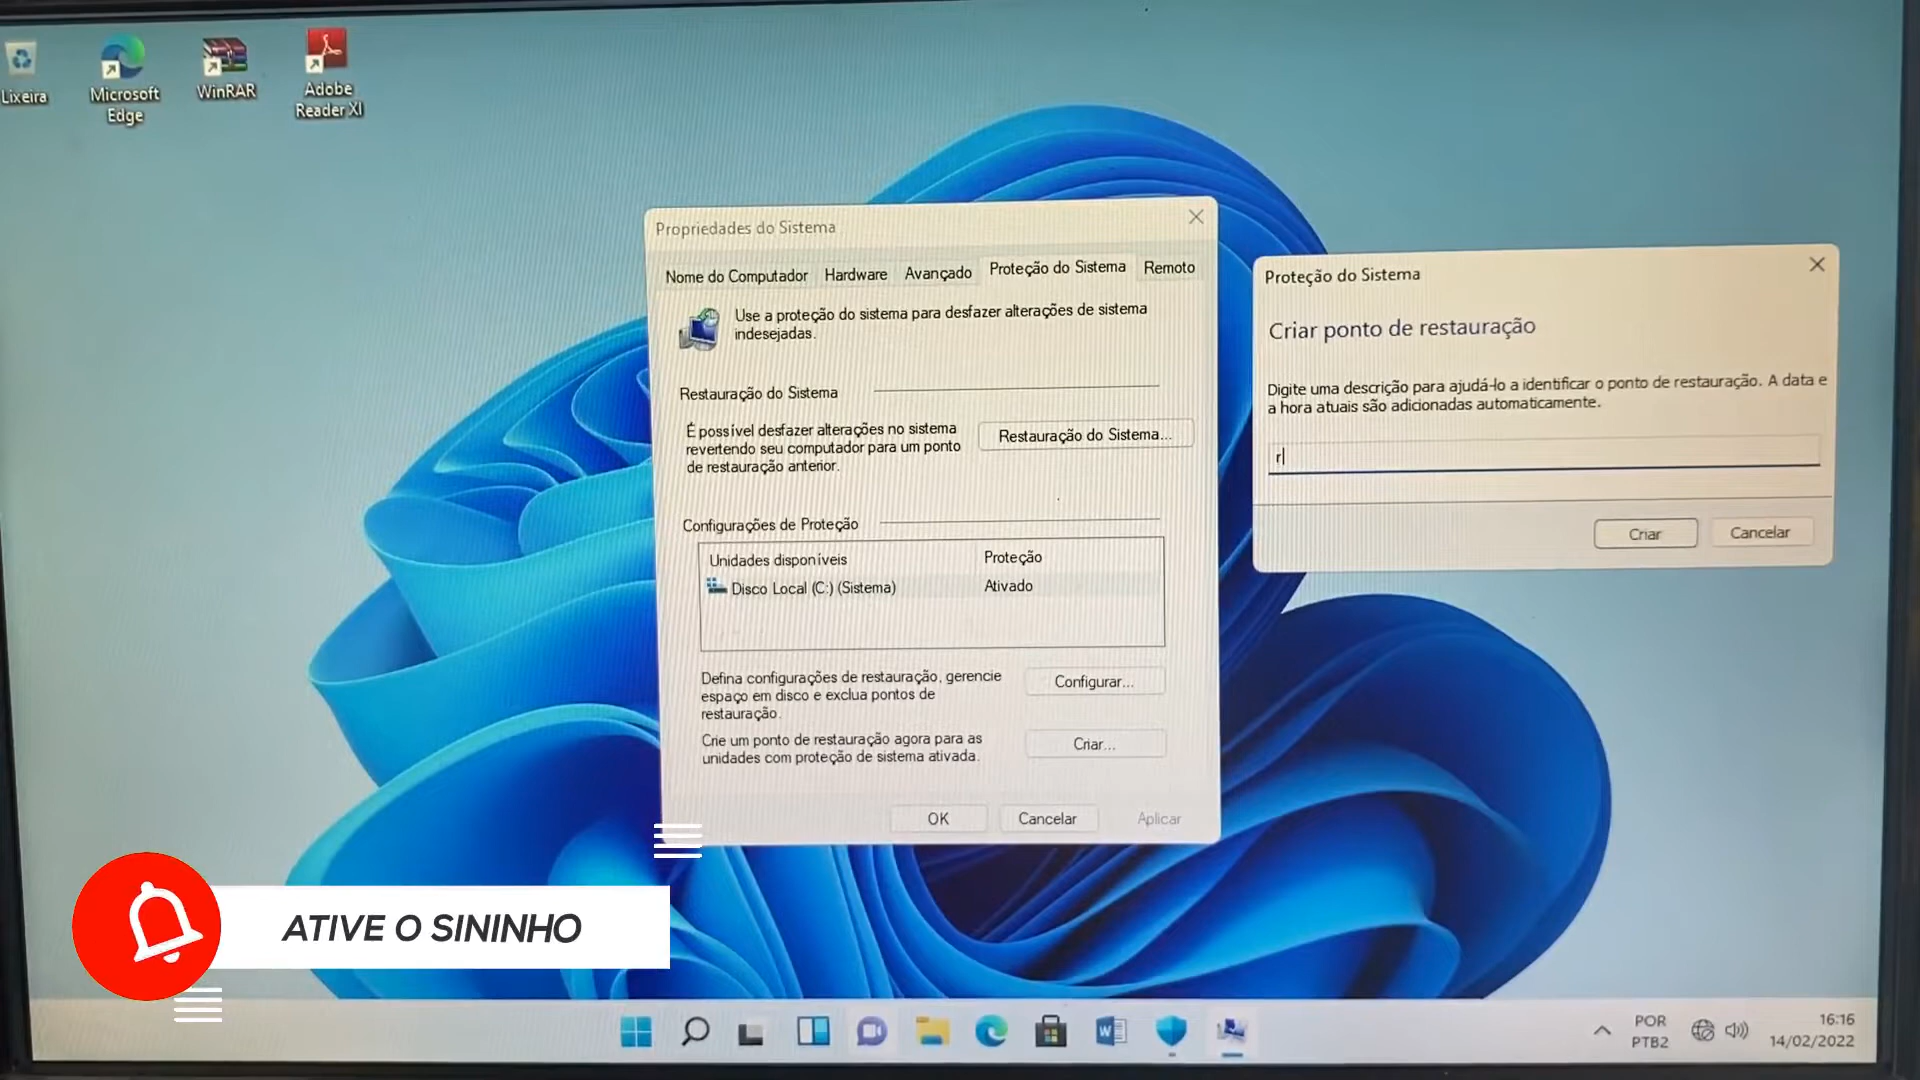 Lixeira
Microsoft
Edge
WinRAR
Adobe
Reader XI
Propriedades do Sistema
Nome do Computador
Hardware
Avançado
Proteção do Sistema
Remoto
Use a proteção do sistema para desfazer alterações de sistema
indesejadas.
Restauração do Sistema
É possível desfazer alterações no sistema
revertendo seu computador para um ponto
de restauração anterior.
Restauração do Sistema...
Configurações de Proteção
Unidades disponíveis
Proteção
Disco Local (C:) (Sistema)
Ativado
Defina configurações de restauração, gerencie
espaço em disco e exclua pontos de
restauração.
Configurar...
Crie um ponto de restauração agora para as
unidades com proteção de sistema ativada.
Criar...
OK
Cancelar
Aplicar
Proteção do Sistema
Criar ponto de restauração
Digite uma descrição para ajudá-lo a identificar o ponto de restauração. A data e
a hora atuais são adicionadas automaticamente.
r
Criar
Cancelar
ATIVE O SININHO
W
POR
PTB2
16:16
14/02/2022